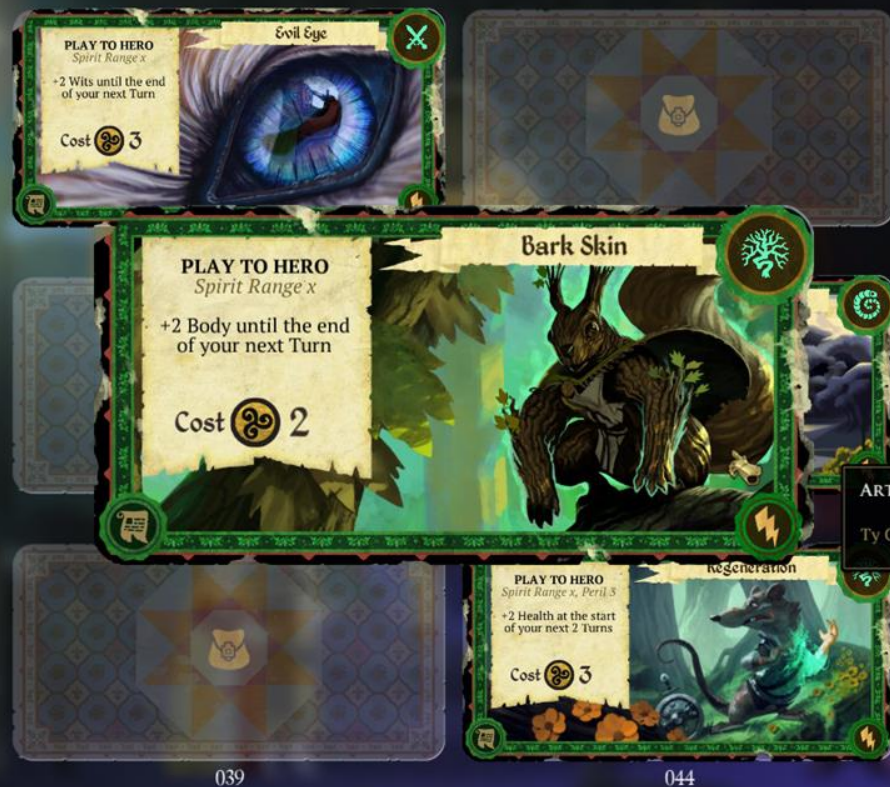 Evil Eye
PLAY TO HERO
Spirit Range x
+2 Wits until the end
of your next Turn
Cost 3
Bark Skin
PLAY TO HERO
Spirit Range x
+2 Body until the end
of your next Turn
Cost 2
ART
Ty
Regeneration
PLAY TO HERO
Spirit Range x, Peril 3
+2 Health at the start
of your next 2 Turns
Cost 3
039
044